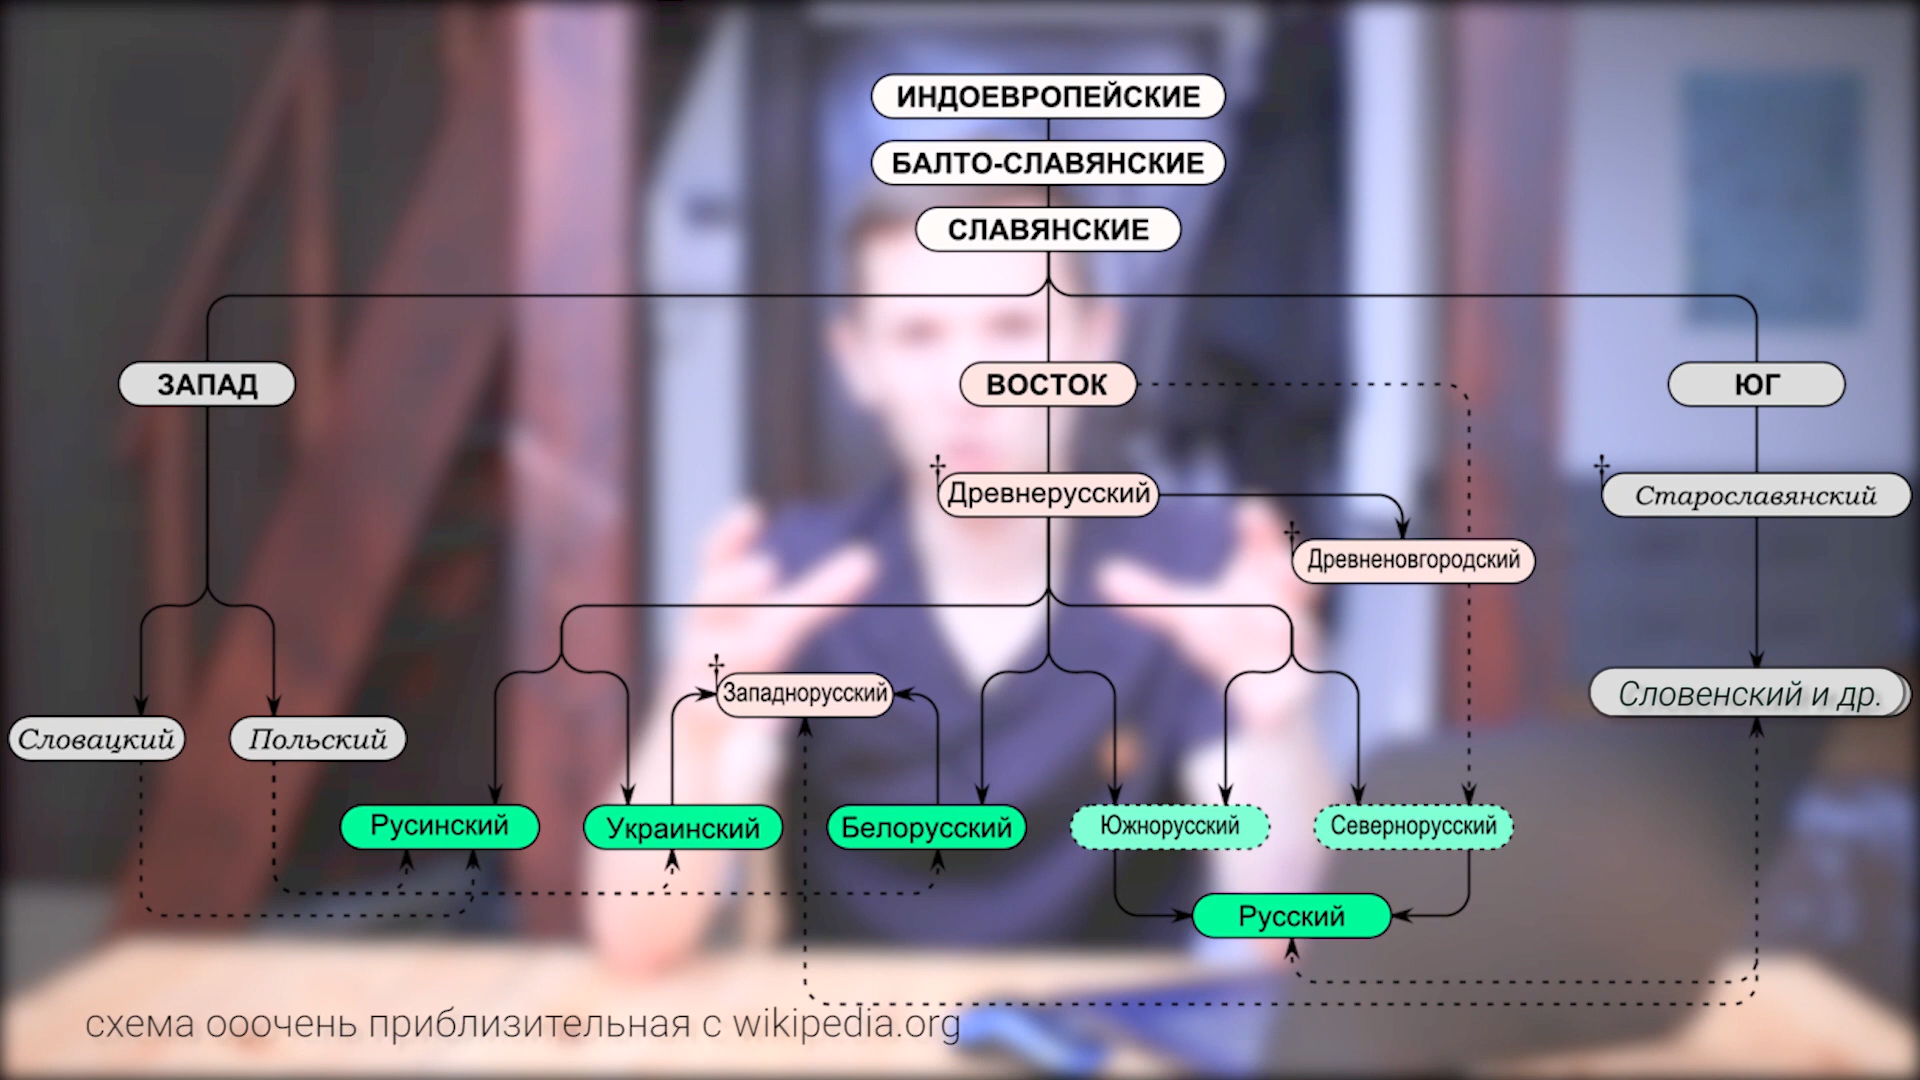 ИНДОЕВРОПЕЙСКИЕ
БАЛТО-СЛАВЯНСКИЕ
СЛАВЯНСКИЕ
ЗАПАД
ВОСТОК
ЮГ
† Древнерусский
† Старославянский
† Древненовгородский
† Западнорусский
Словенский и др.
Словацкий
Польский
Русинский
Украинский
Белорусский
Южнорусский
Севернорусский
Русский
схема ооочень приблизительная с wikipedia.org